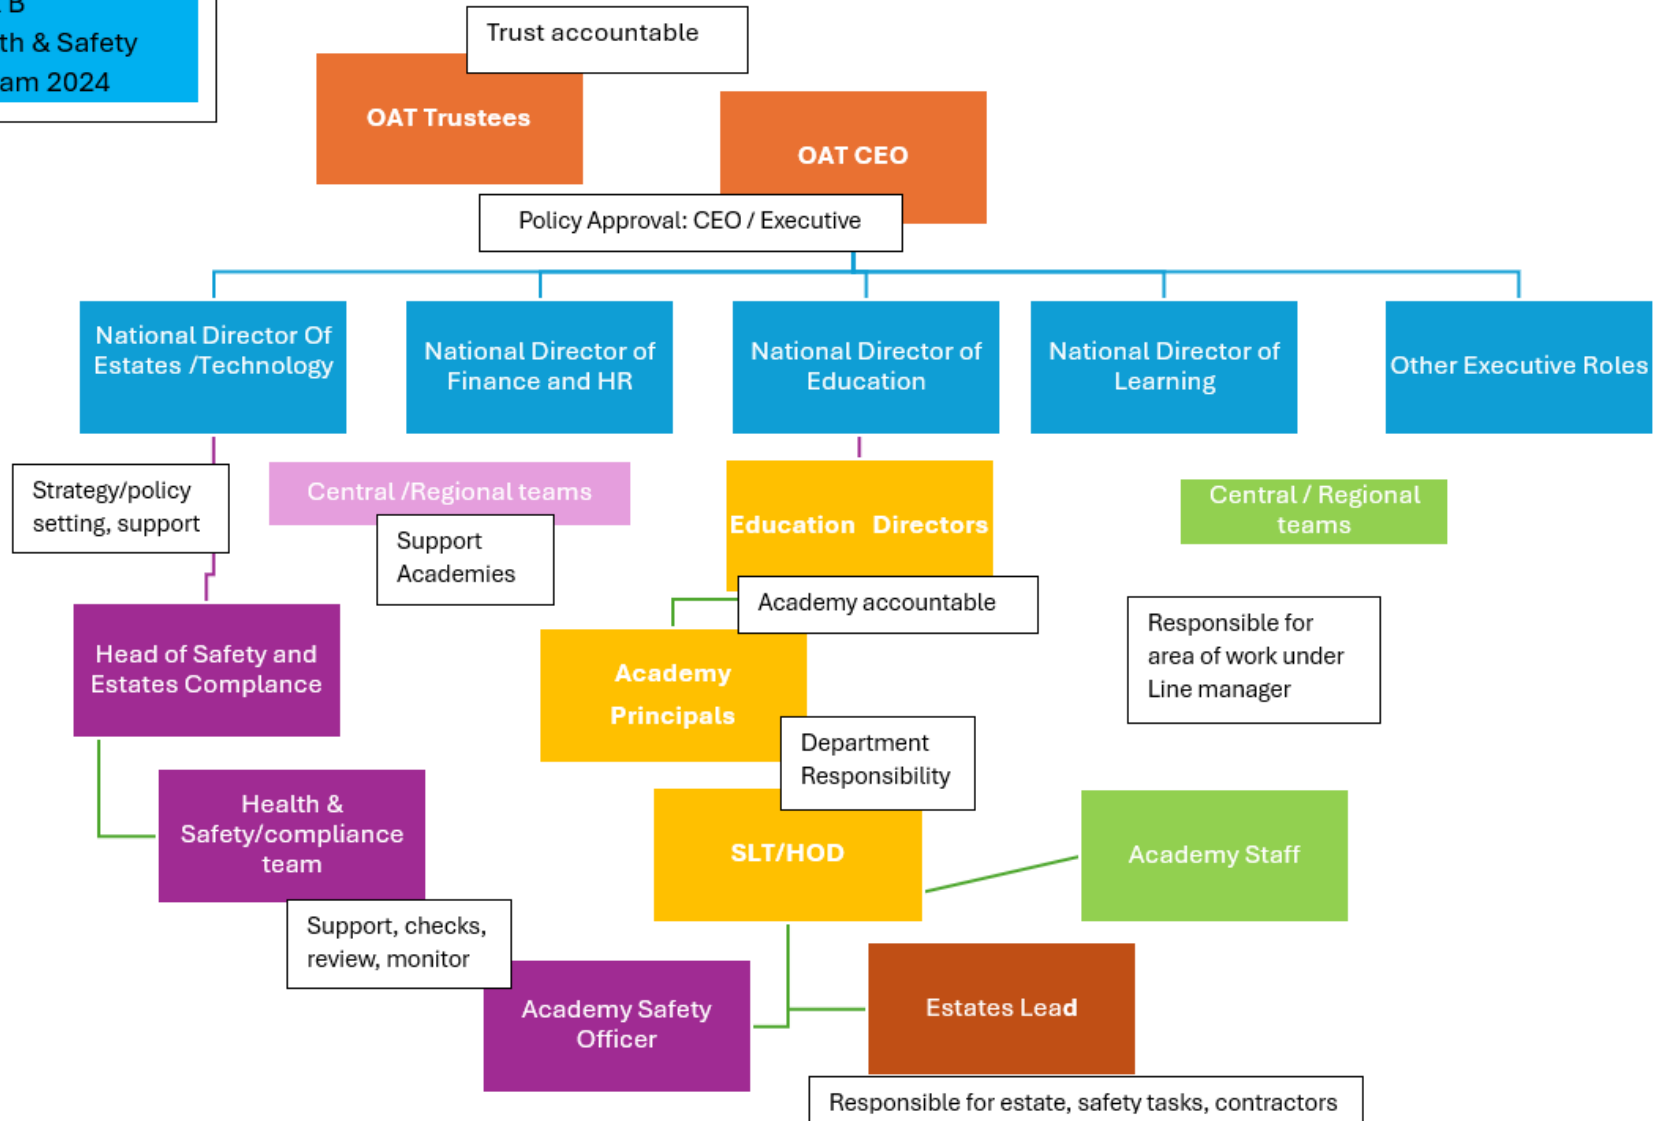 B
th & Safety
am 2024
Trust accountable
OAT Trustees
OAT CEO
Policy Approval: CEO / Executive
National Director Of
Estates /Technology
National Director of
Finance and HR
National Director of
Education
National Director of
Learning
Other Executive Roles
Strategy/policy
setting, support
Central /Regional teams
Support
Academies
Education Directors
Central / Regional
teams
Academy accountable
Responsible for
area of work under
Line manager
Head of Safety and
Estates Complance
Academy
Principals
Department
Responsibility
Health &
Safety/compliance
team
SLT/HOD
Academy Staff
Support, checks,
review, monitor
Academy Safety
Officer
Estates Lead
Responsible for estate, safety tasks, contractors